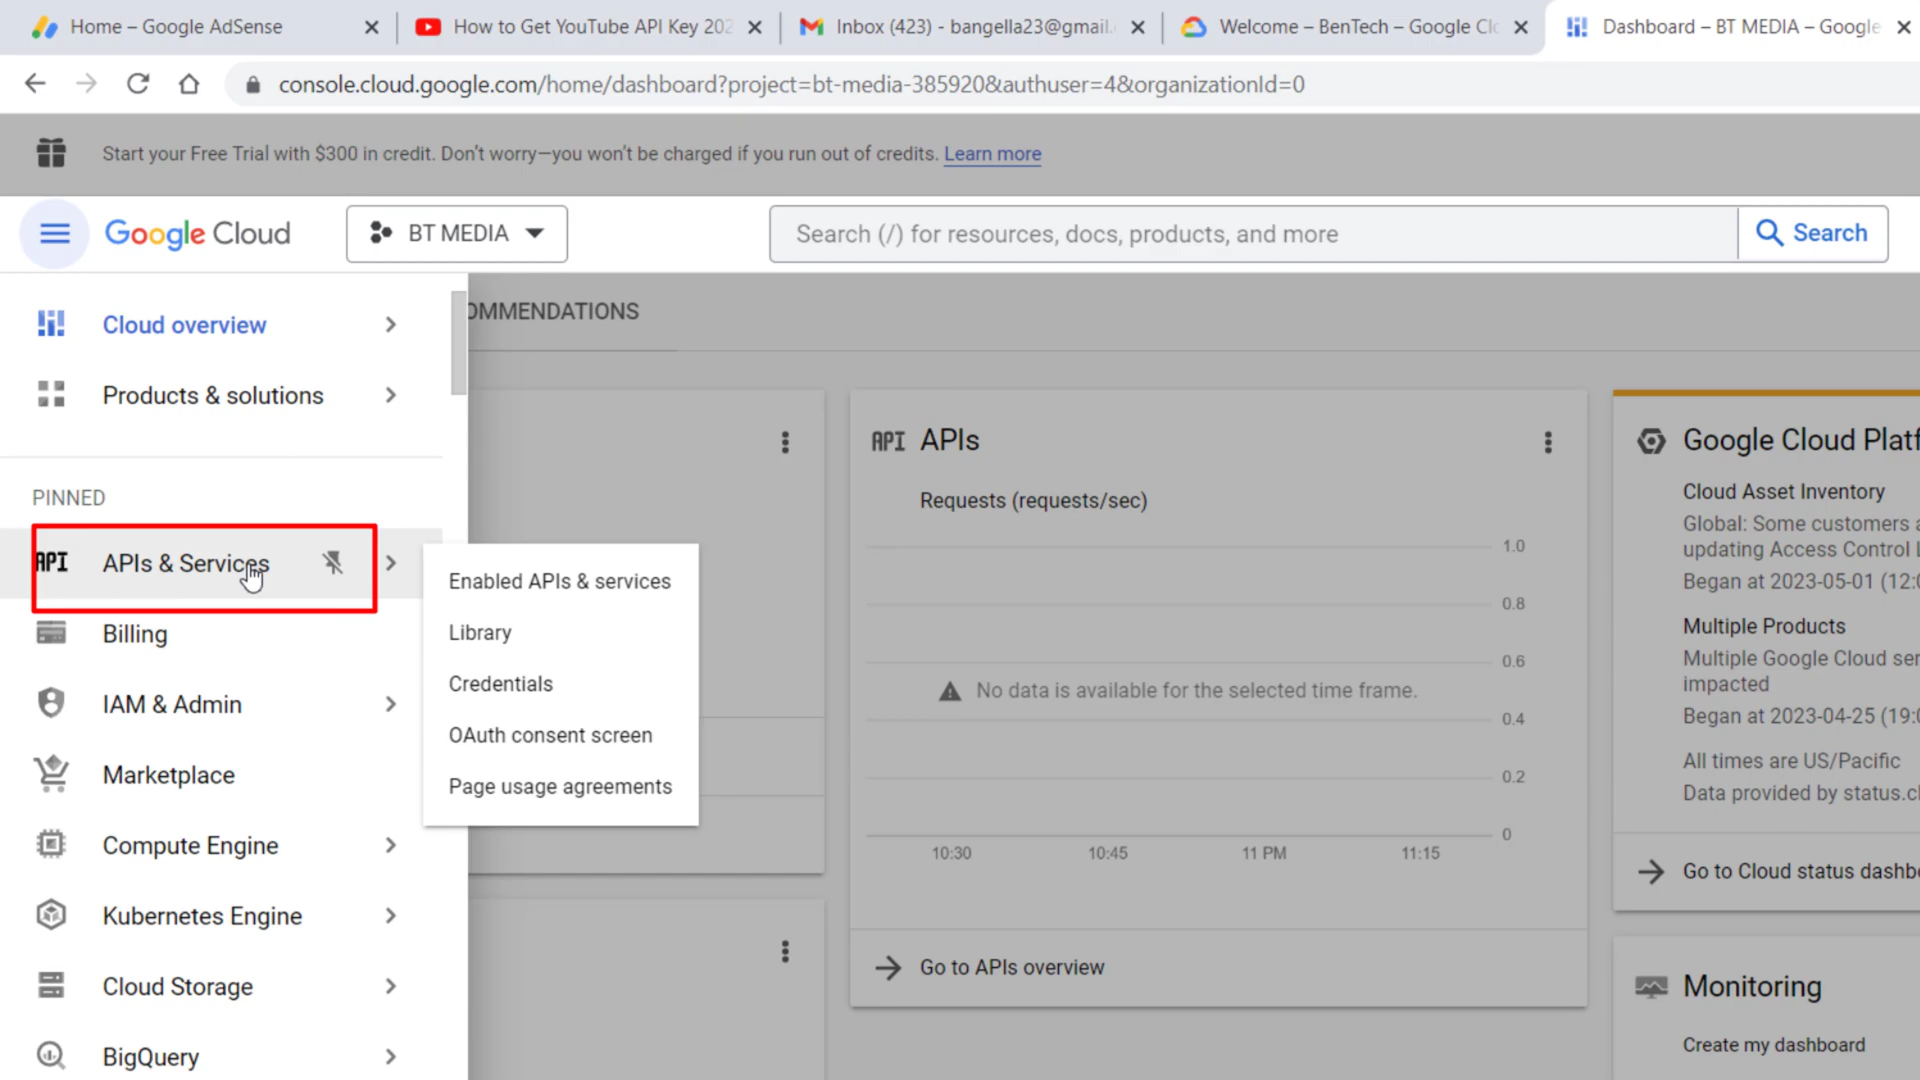 Home – Google AdSense
How to Get YouTube API Key 202
Inbox (423) - bangella23@gmail.
Welcome – BenTech – Google Clo
Dashboard – BT MEDIA – Google
console.cloud.google.com/home/dashboard?project=bt-media-385920&authuser=4&organizationId=0
Start your Free Trial with $300 in credit. Don't worry—you won't be charged if you run out of credits. Learn more
Google Cloud
BT MEDIA
Search (/) for resources, docs, products, and more
Search
Cloud overview
Products & solutions
PINNED
API APIs & Services
Billing
IAM & Admin
Marketplace
Compute Engine
Kubernetes Engine
Cloud Storage
BigQuery
Enabled APIs & services
Library
Credentials
OAuth consent screen
Page usage agreements
OMMENDATIONS
API APIs
Requests (requests/sec)
1.0
0.8
0.6
No data is available for the selected time frame.
0.4
0.2
0
10:30 10:45 11 PM 11:15
Go to APIs overview
Google Cloud Platf
Cloud Asset Inventory
Global: Some customers a
updating Access Control L
Began at 2023-05-01 (12:0
Multiple Products
Multiple Google Cloud ser
impacted
Began at 2023-04-25 (19:0
All times are US/Pacific
Data provided by status.cl
Go to Cloud status dashbo
Monitoring
Create my dashboard